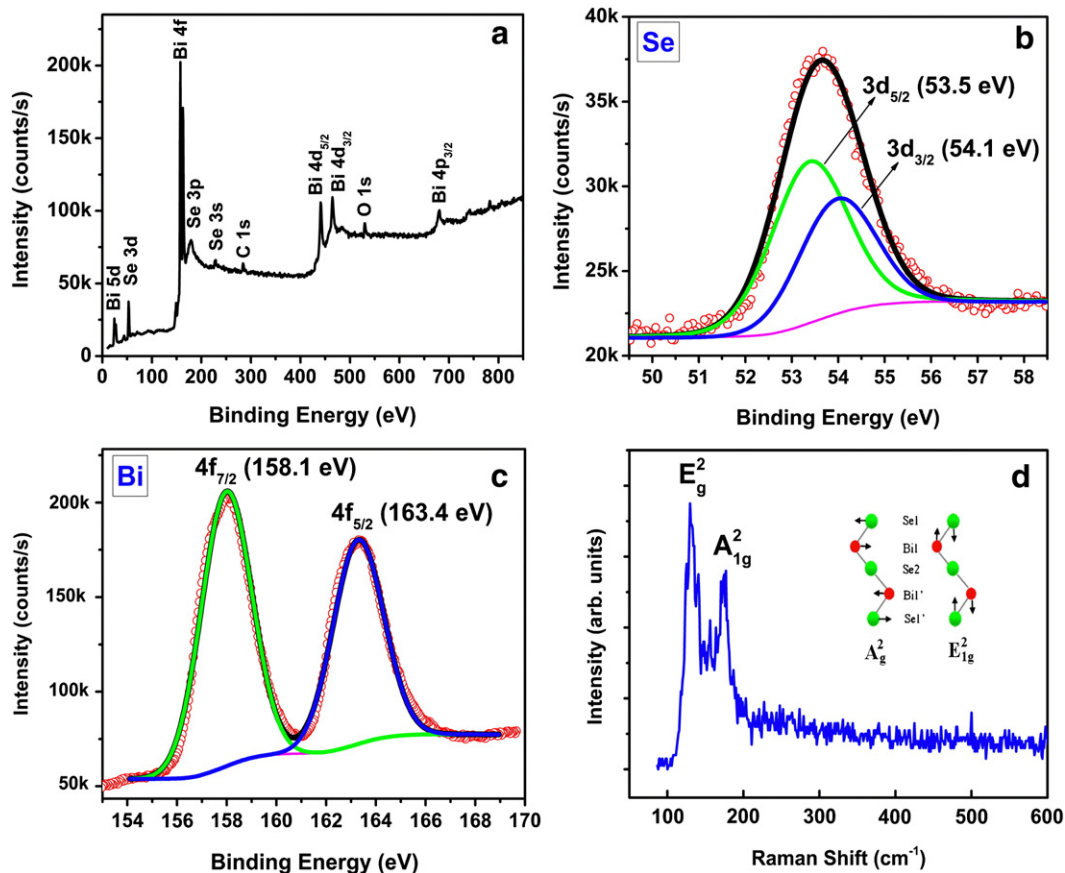 a
Intensity (counts/s)
200k
150k
100k
50k
0
Bi 5d
Se 3d
Bi 4f
Se 3p
Se 3s
C 1s
Bi 4d5/2
Bi 4d3/2
O 1s
Bi 4p3/2
0 100 200 300 400 500 600 700 800
Binding Energy (eV)
Se
b
Intensity (counts/s)
40k
35k
30k
25k
20k
3d5/2 (53.5 eV)
3d3/2 (54.1 eV)
50 51 52 53 54 55 56 57 58
Binding Energy (eV)
Bi
c
Intensity (counts/s)
200k
150k
100k
50k
4f7/2 (158.1 eV)
4f5/2 (163.4 eV)
154 156 158 160 162 164 166 168 170
Binding Energy (eV)
d
Intensity (arb. units)
E²g
A²1g
Se1
Bi1
Se2
Bi1'
Se1'
A²g
E²1g
100 200 300 400 500 600
Raman Shift (cm⁻¹)